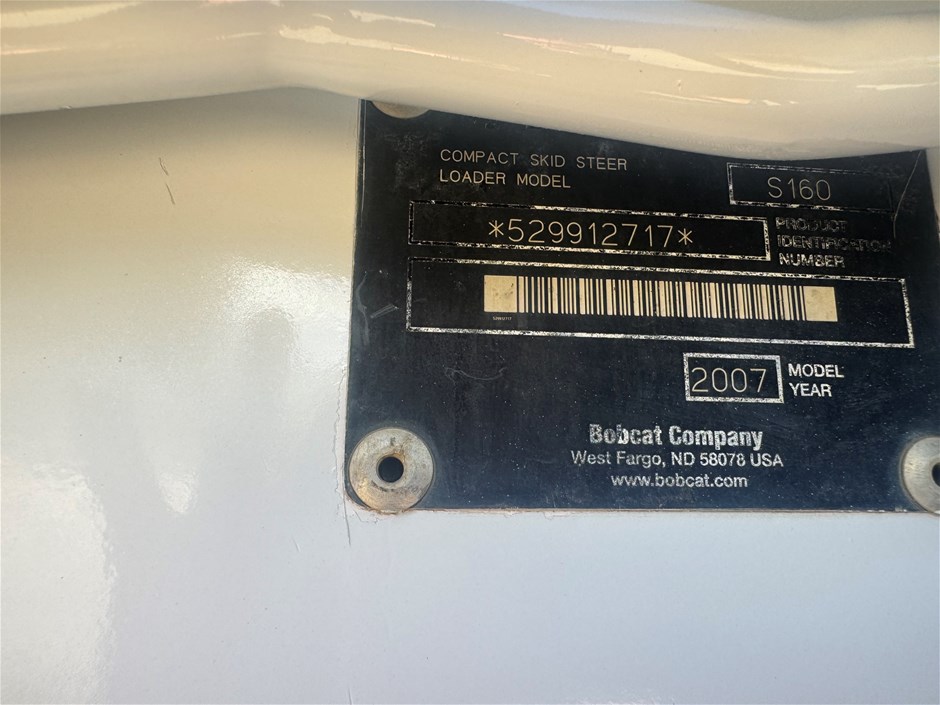 COMPACT SKID STEER
LOADER MODEL
S160
*529912717*
PRODUCT
IDENTIFICATION
NUMBER
529912717
2007
MODEL
YEAR
Bobcat Company
West Fargo, ND 58078 USA
www.bobcat.com